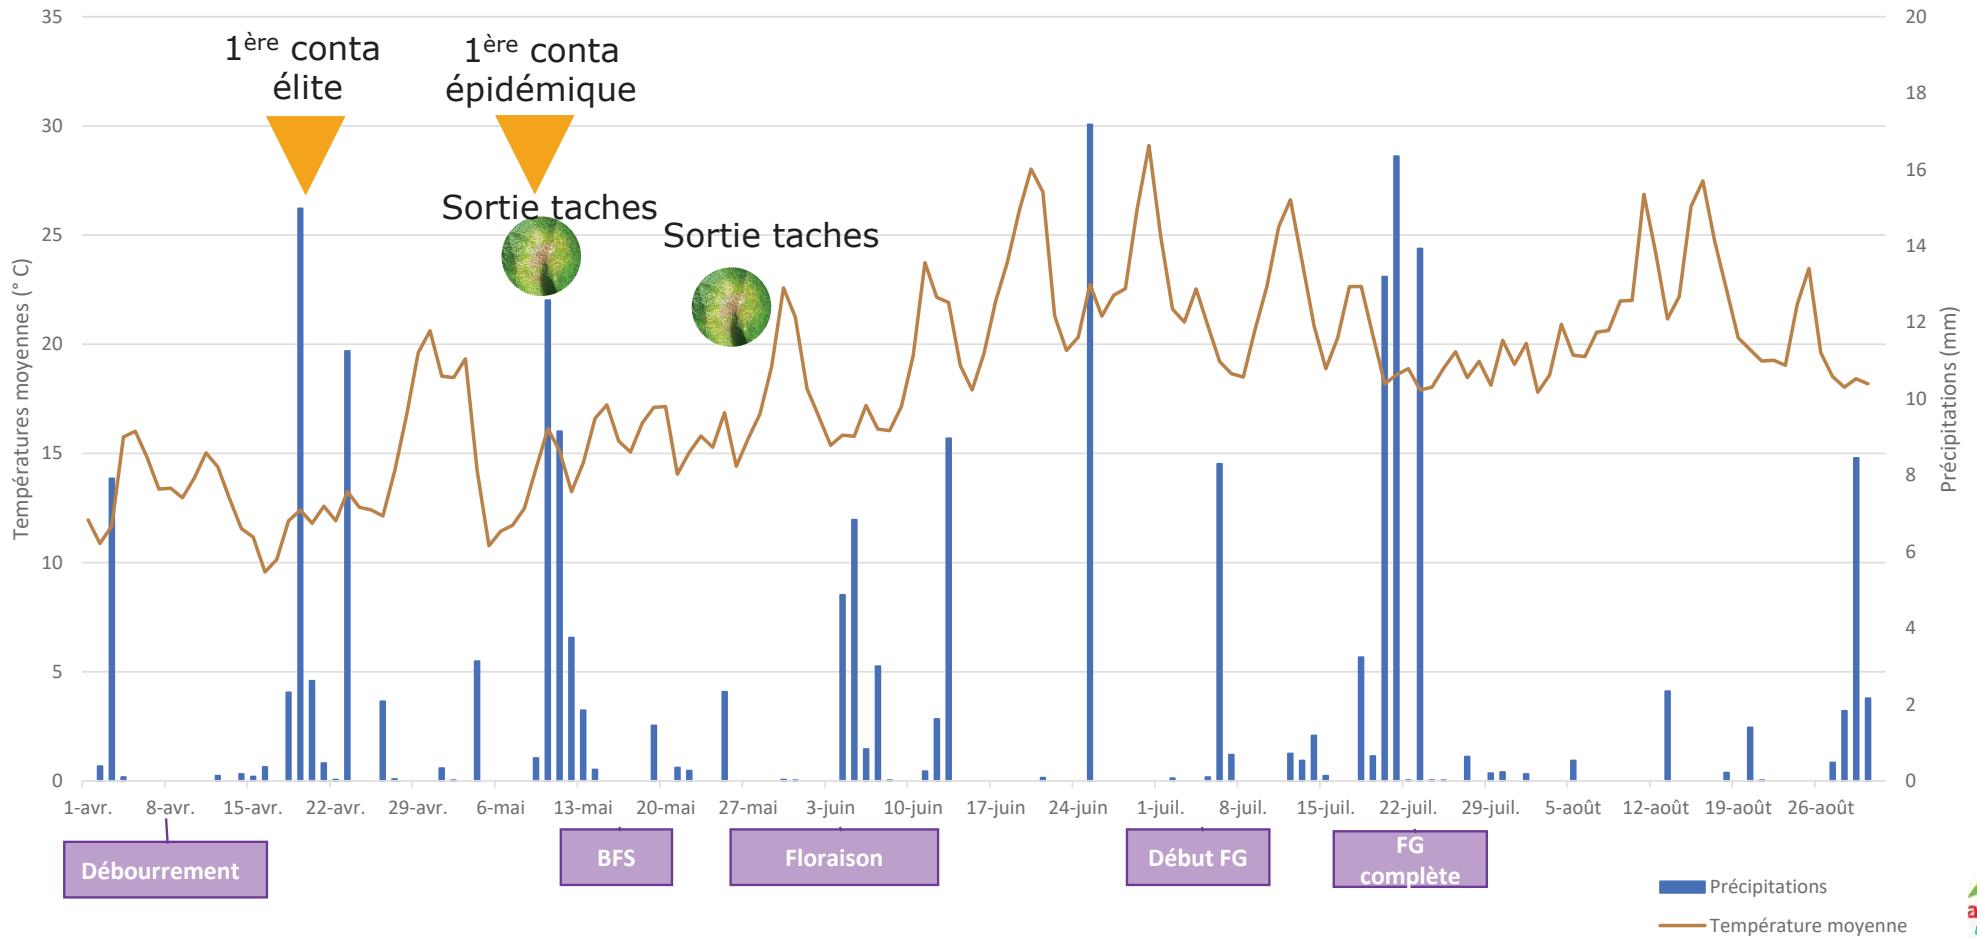 35
30
25
20
15
10
5
0
Températures moyennes (° C)
1ère conta
élite
1ère conta
épidémique
Sortie taches
Sortie taches
20
18
16
14
12
10
8
6
4
2
0
Précipitations (mm)
1-avr. 8-avr. 15-avr. 22-avr. 29-avr. 6-mai 13-mai 20-mai 27-mai 3-juin 10-juin 17-juin 24-juin 1-juil. 8-juil. 15-juil. 22-juil. 29-juil. 5-août 12-août 19-août 26-août
Débourrement
BFS
Floraison
Début FG
FG
complète
Précipitations
Température moyenne